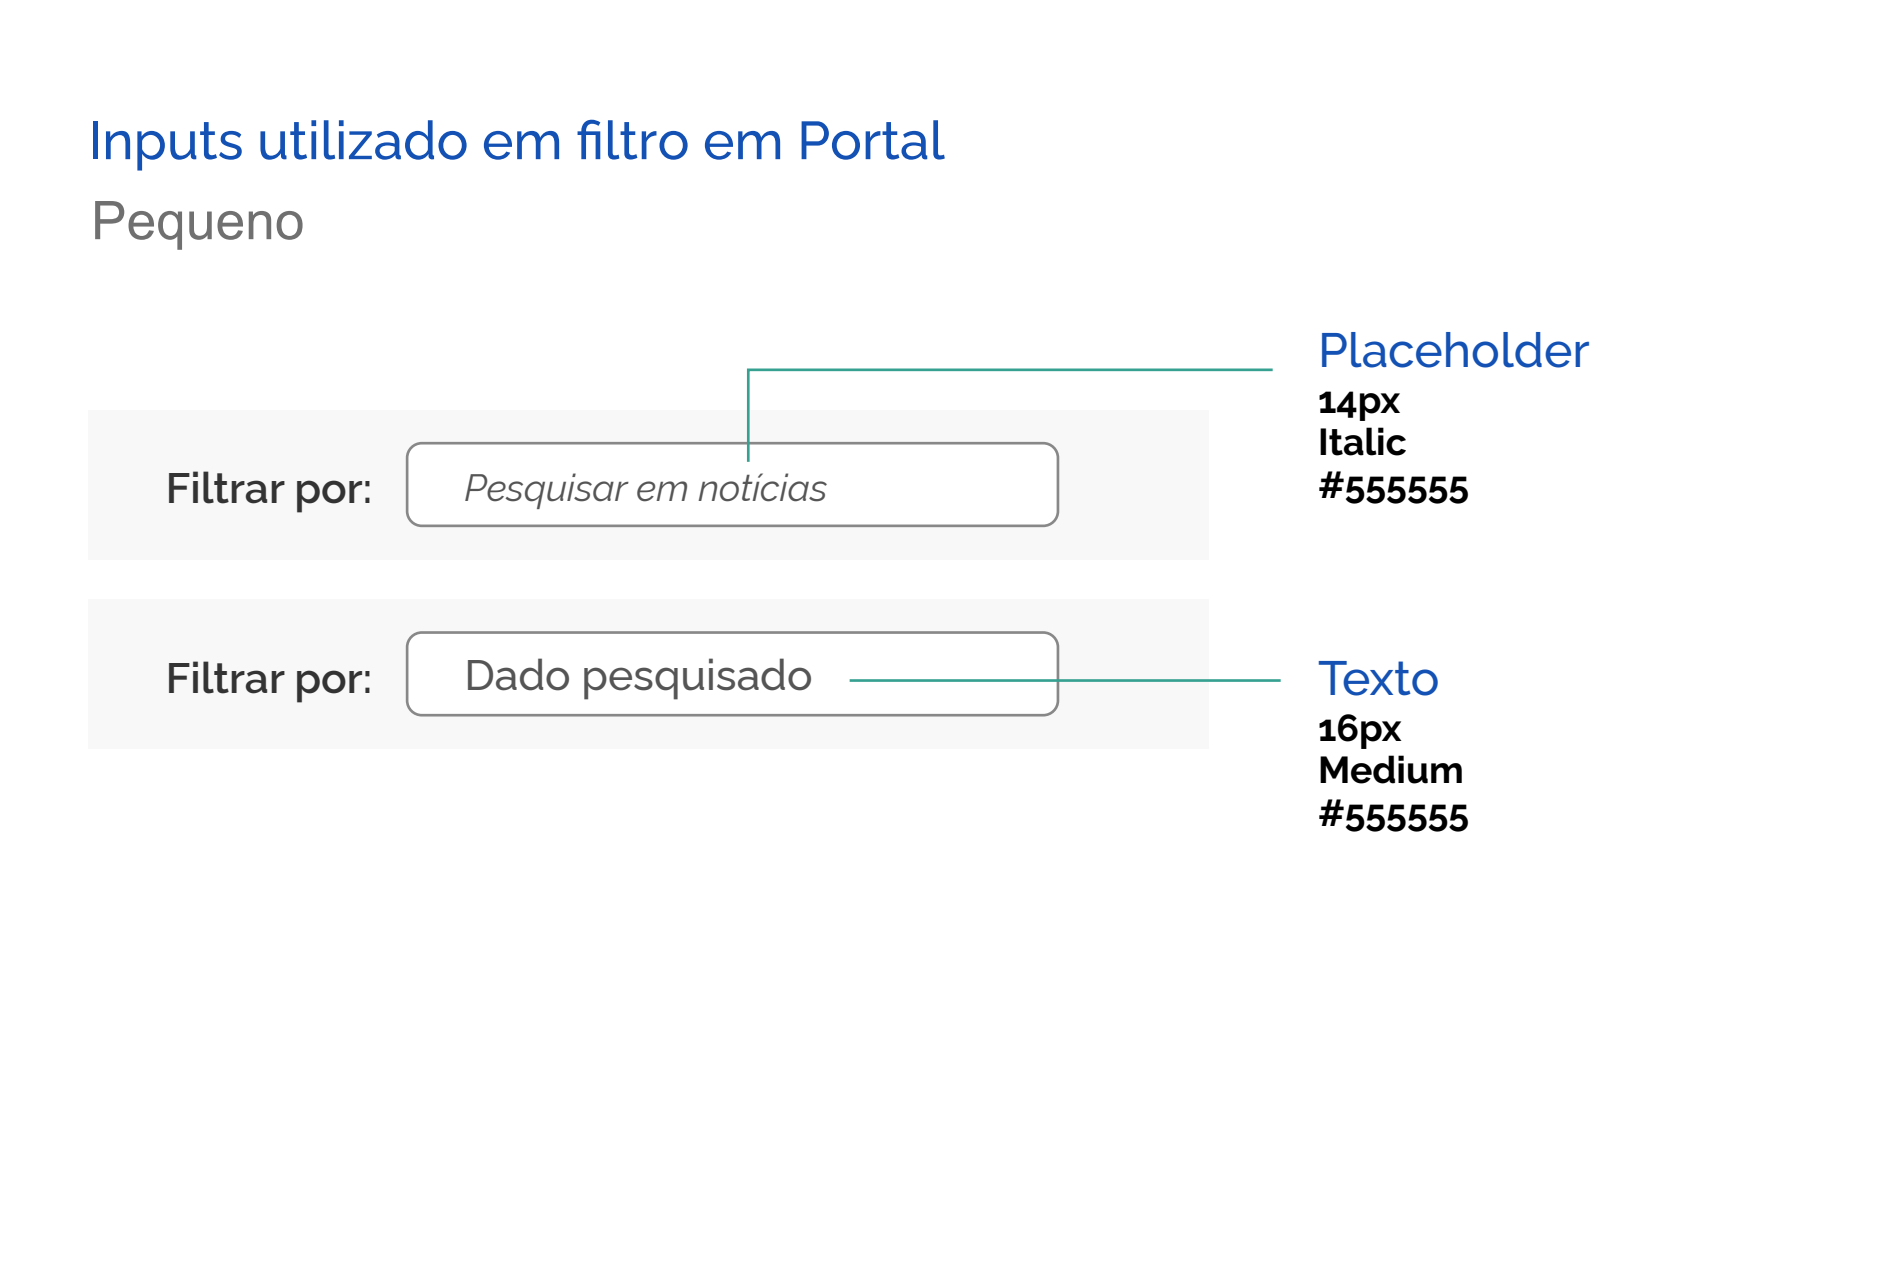 Inputs utilizado em filtro em Portal
Pequeno
Placeholder
14px
Italic
#555555
Filtrar por:
Pesquisar em notícias
Filtrar por:
Dado pesquisado
Texto
16px
Medium
#555555